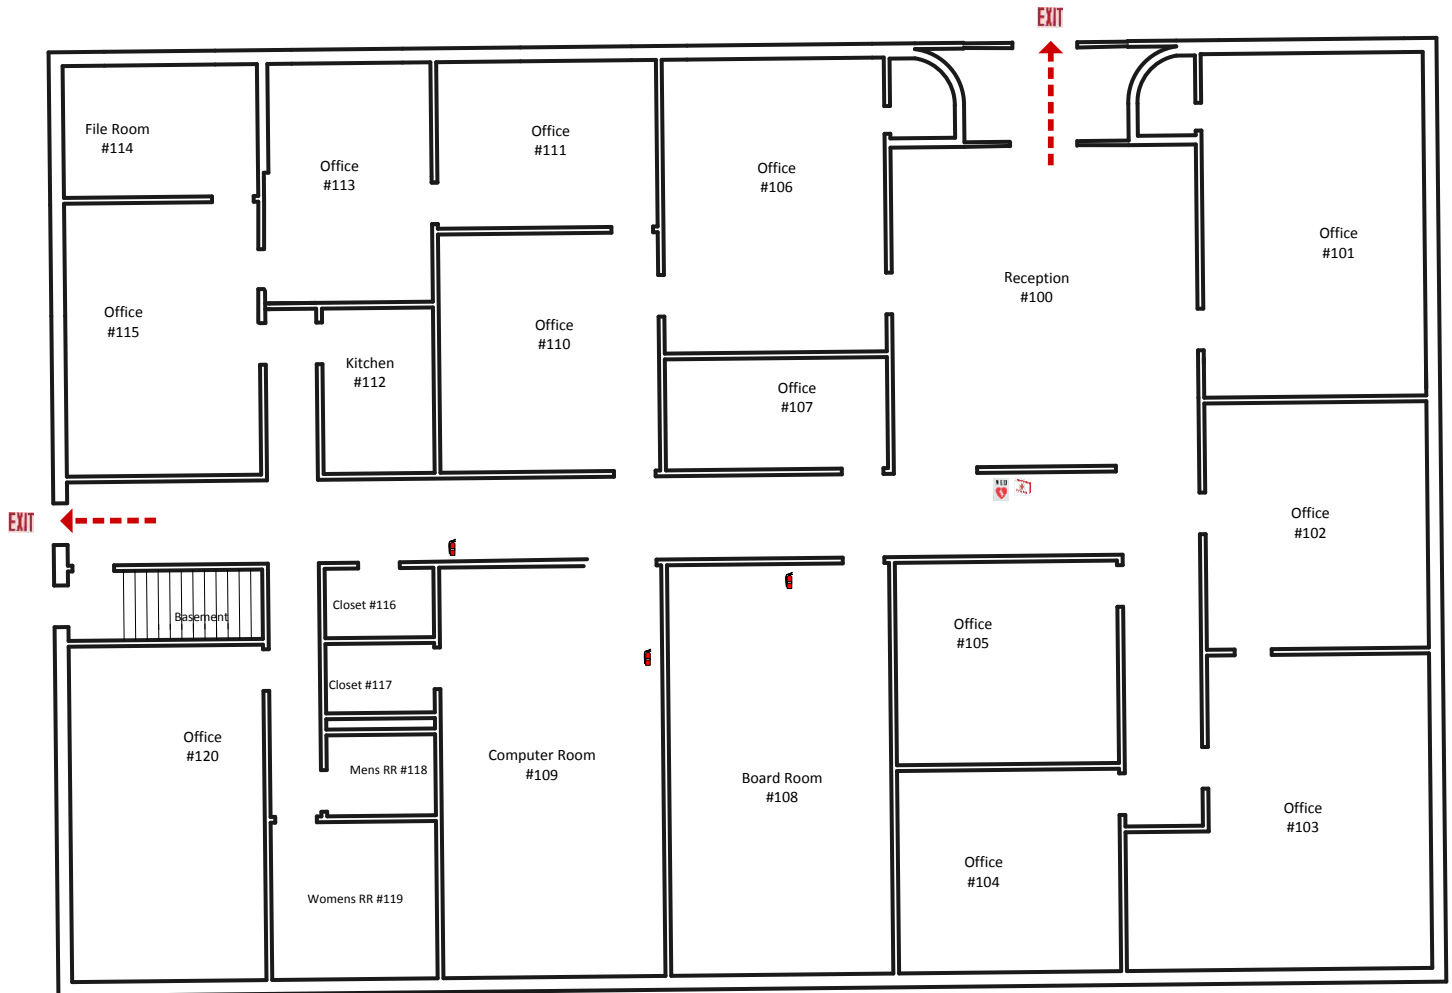 EXIT
File Room
#114
Office
#113
Office
#111
Office
#106
Office
#101
Reception
#100
Office
#115
Office
#110
Kitchen
#112
Office
#107
AED
EXIT
Office
#102
Basement
Closet #116
Office
#105
Closet #117
Office
#120
Mens RR #118
Computer Room
#109
Board Room
#108
Office
#103
Office
#104
Womens RR #119